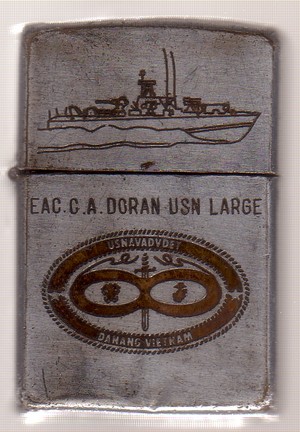 EAC. C. A. DORAN USN LARGE
USNAVADVDET
DANANG VIETNAM